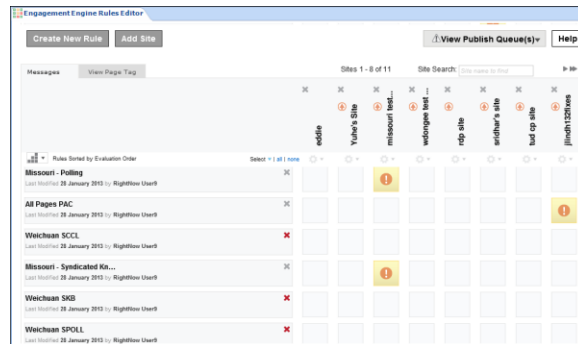 Engagement Engine Rules Editor
Create New Rule Add Site View Publish Queue(s) Help
Messages View Page Tag Sites 1 - 8 of 11 Site Search: Site name to find
eddie
Yuhe's Site
missouri test...
wdongee test ...
rdp site
sridhar's site
tud cp site
jlindh132fixes
Rules Sorted by Evaluation Order Select | all | none
Missouri - Polling
Last Modified 28 January 2013 by RightNow User9
All Pages PAC
Last Modified 28 January 2013 by RightNow User9
Weichuan SCCL
Last Modified 28 January 2013 by RightNow User9
Missouri - Syndicated Kn...
Last Modified 28 January 2013 by RightNow User9
Weichuan SKB
Last Modified 28 January 2013 by RightNow User9
Weichuan SPOLL
Last Modified 28 January 2013 by RightNow User9